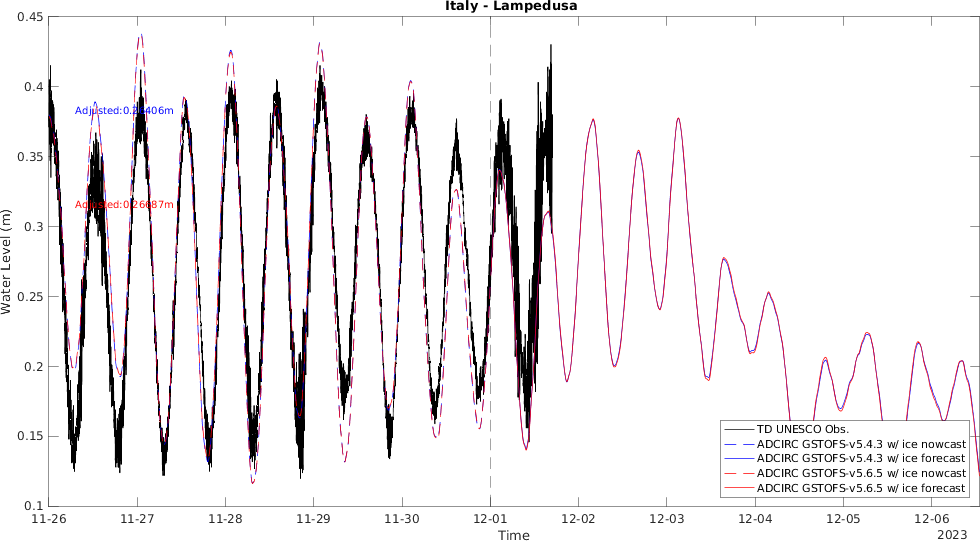 Italy - Lampedusa
0.45
0.4
0.35
0.3
0.25
0.2
0.15
0.1
Water Level (m)
Adjusted:0.26087m
TD UNESCO Obs.
ADCIRC GSTOFS-v5.4.3 w/ ice nowcast
ADCIRC GSTOFS-v5.4.3 w/ ice forecast
ADCIRC GSTOFS-v5.6.5 w/ ice nowcast
ADCIRC GSTOFS-v5.6.5 w/ ice forecast
11-26 11-27 11-28 11-29 11-30 12-01 12-02 12-03 12-04 12-05 12-06
Time
2023